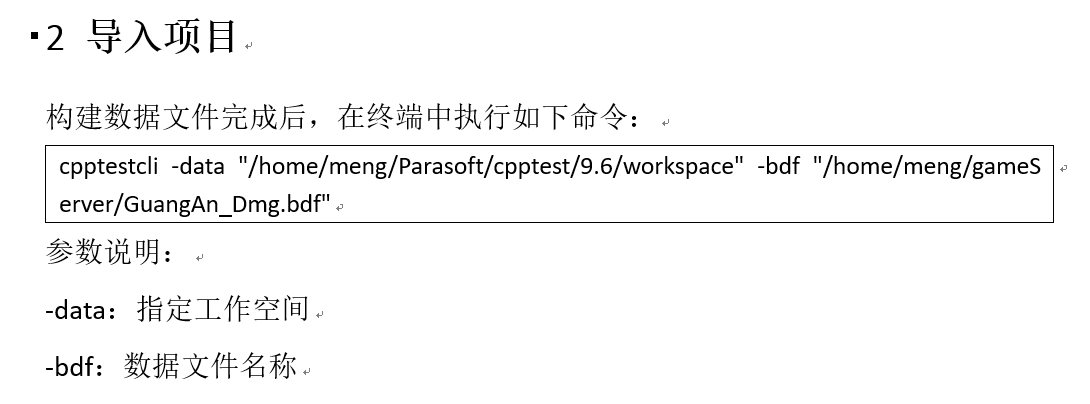 2 导入项目
构建数据文件完成后，在终端中执行如下命令：
cpptestcli -data "/home/meng/Parasoft/cpptest/9.6/workspace" -bdf "/home/meng/gameS
erver/GuangAn_Dmg.bdf"
参数说明：
-data：指定工作空间
-bdf：数据文件名称